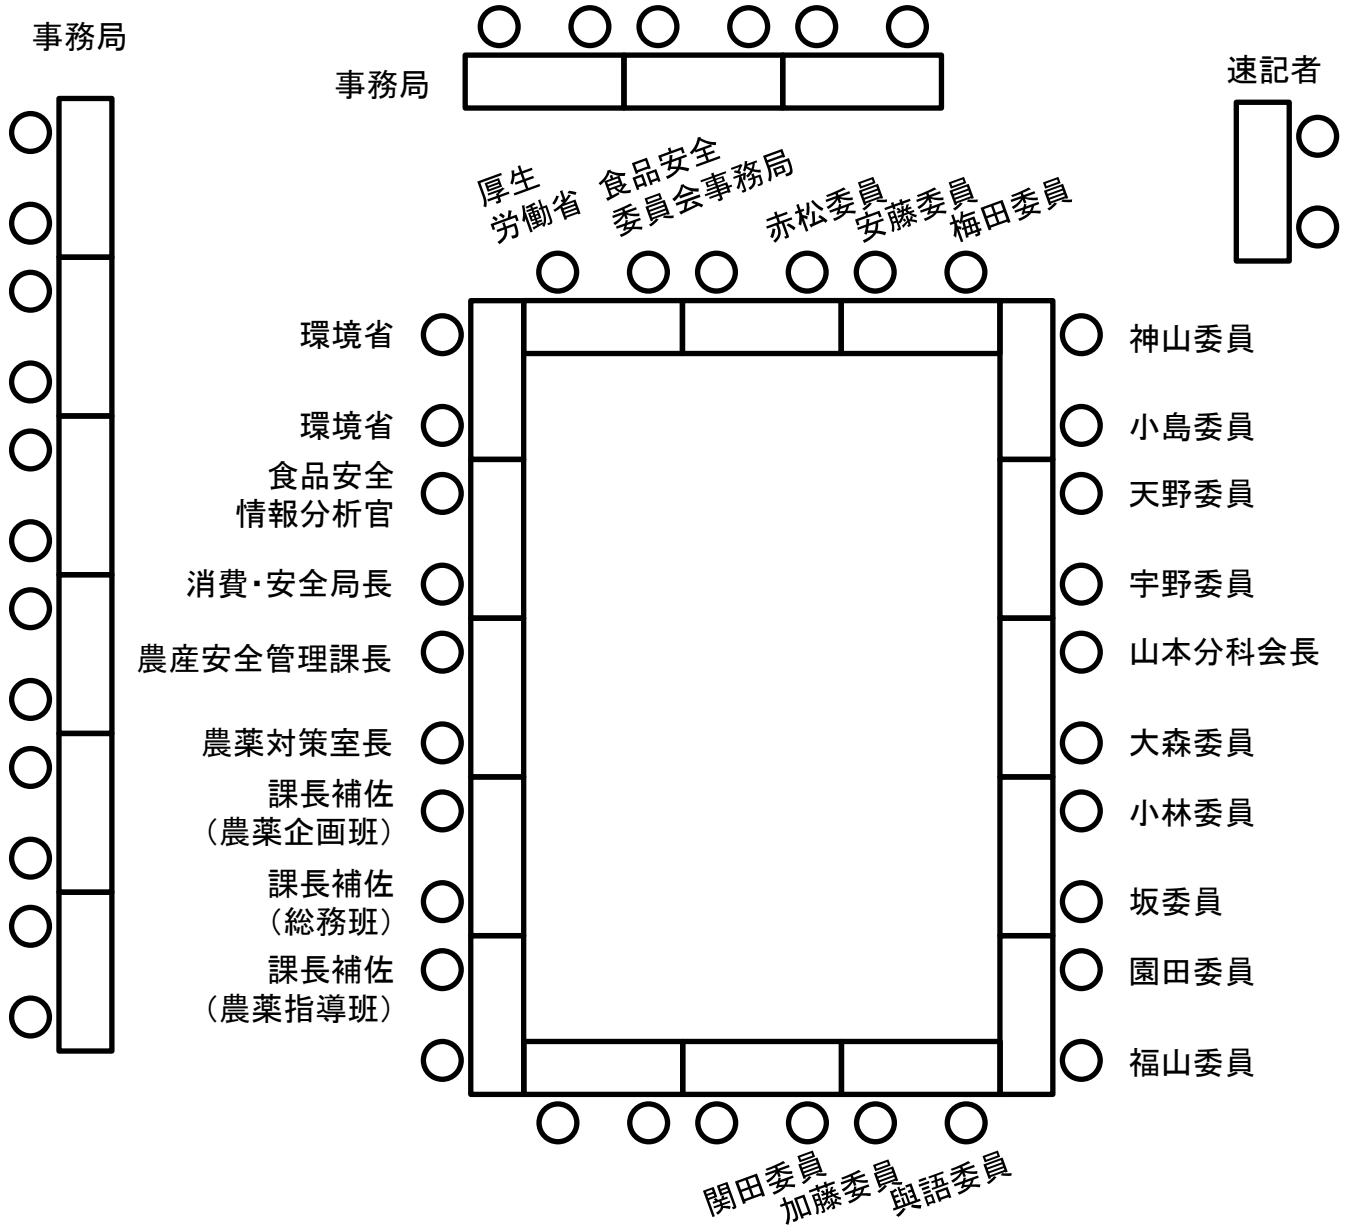 事務局
事務局
速記者
厚生
労働省
食品安全
委員会事務局
赤松委員
安藤委員
梅田委員
環境省
環境省
食品安全
情報分析官
消費・安全局長
農産安全管理課長
農薬対策室長
課長補佐
（農薬企画班）
課長補佐
（総務班）
課長補佐
（農薬指導班）
神山委員
小島委員
天野委員
宇野委員
山本分科会長
大森委員
小林委員
坂委員
園田委員
福山委員
関田委員
加藤委員
與語委員